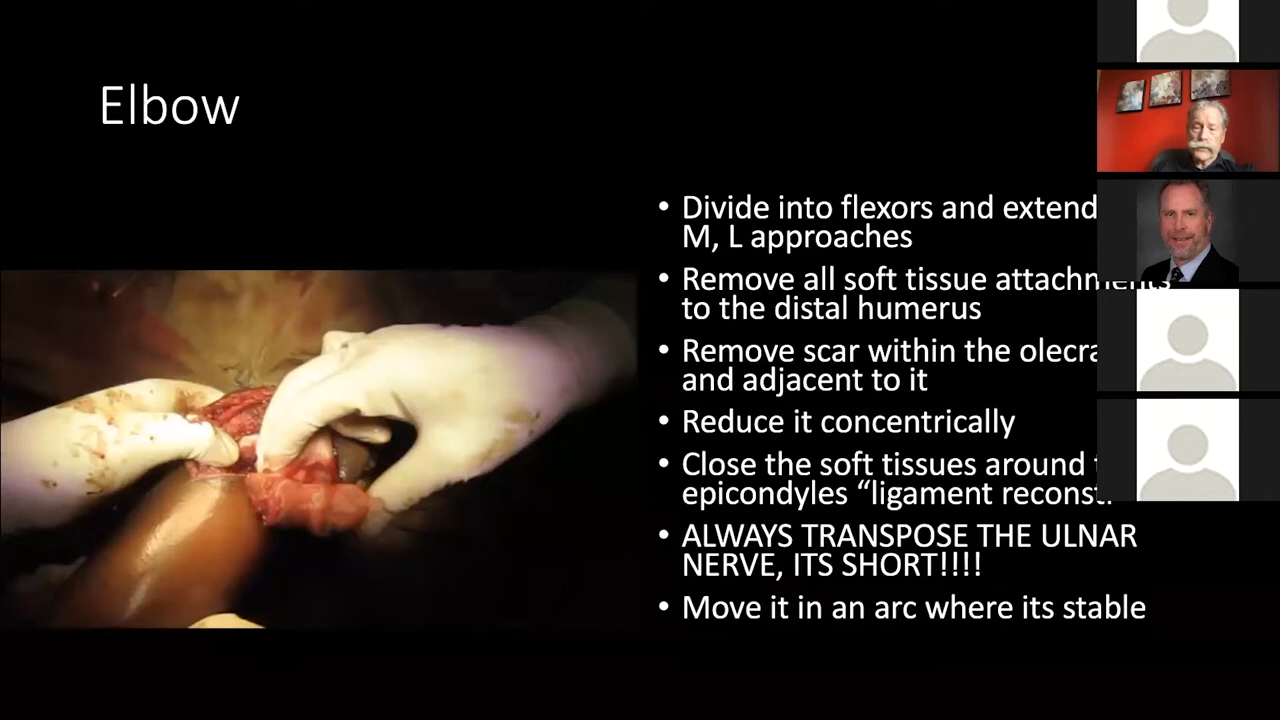 Elbow
• Divide into flexors and extend
M, L approaches
• Remove all soft tissue attachments
to the distal humerus
• Remove scar within the olecra
and adjacent to it
• Reduce it concentrically
• Close the soft tissues around
epicondyles “ligament reconst.
• ALWAYS TRANSPOSE THE ULNAR
NERVE, ITS SHORT!!!!
• Move it in an arc where its stable